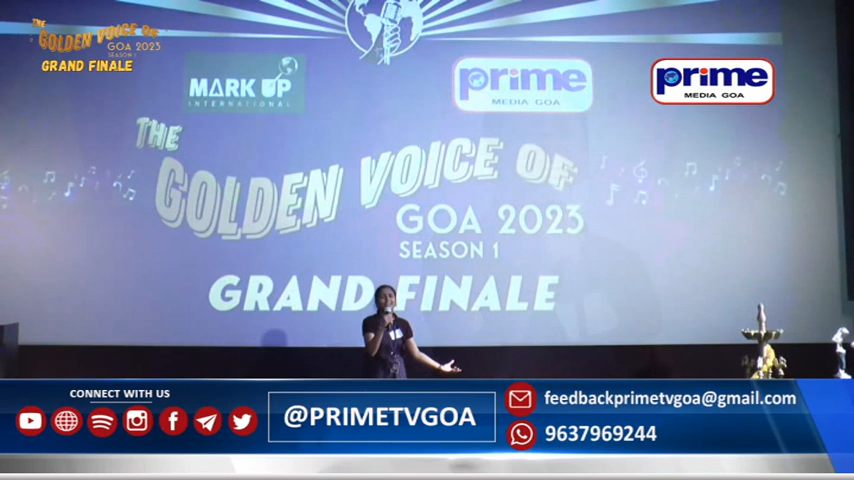 THE
GOLDEN VOICE OF
GOA 2023
SEASON 1
GRAND FINALE
MARK UP
INTERNATIONAL
prime
MEDIA GOA
prime
MEDIA GOA
THE
GOLDEN VOICE OF
GOA 2023
SEASON 1
GRAND FINALE
CONNECT WITH US
@PRIMETVGOA
feedbackprimetvgoa@gmail.com
9637969244